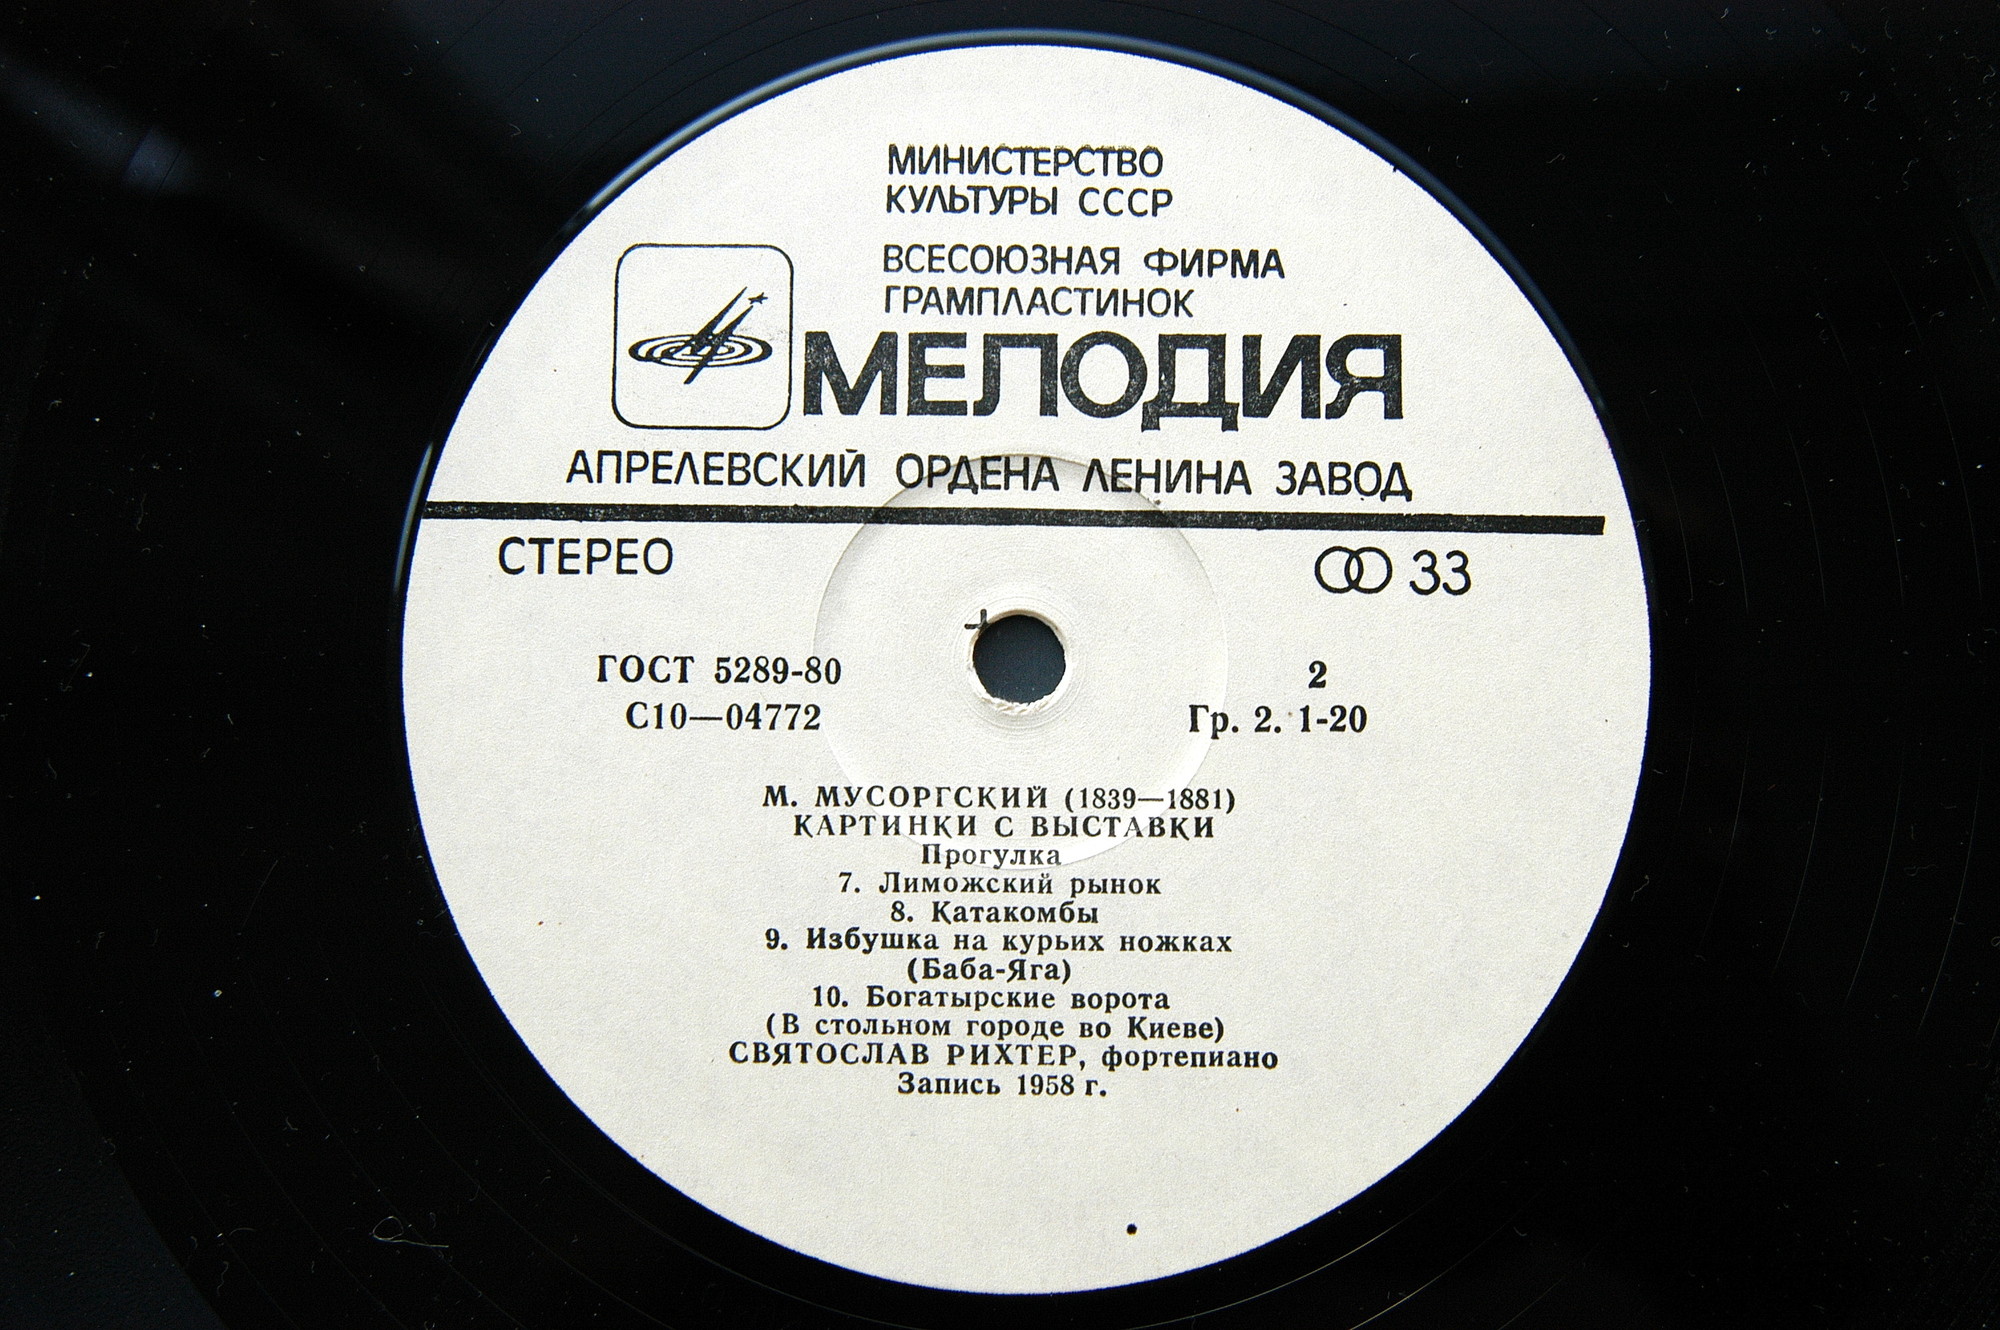 МИНИСТЕРСТВО
КУЛЬТУРЫ СССР
ВСЕСОЮЗНАЯ ФИРМА
ГРАМПЛАСТИНОК
МЕЛОДИЯ
АПРЕЛЕВСКИЙ ОРДЕНА ЛЕНИНА ЗАВОД
СТЕРЕО 33
ГОСТ 5289-80 2
С10—04772 Гр. 2. 1-20
М. МУСОРГСКИЙ (1839—1881)
КАРТИНКИ С ВЫСТАВКИ
Прогулка
7. Лиможский рынок
8. Катакомбы
9. Избушка на курьих ножках
(Баба-Яга)
10. Богатырские ворота
(В стольном городе во Киеве)
СВЯТОСЛАВ РИХТЕР, фортепиано
Запись 1958 г.